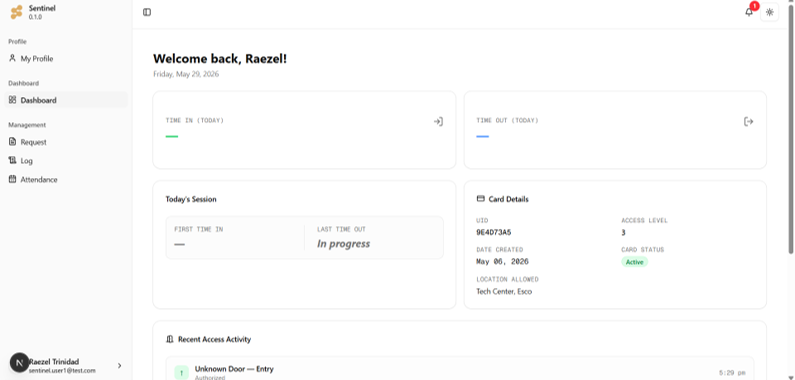 Sentinel
0.1.0
Profile
My Profile
Dashboard
Dashboard
Management
Request
Log
Attendance
N
Raezel Trinidad
sentinel.user1@test.com
1
Welcome back, Raezel!
Friday, May 29, 2026
TIME IN (TODAY)
—
TIME OUT (TODAY)
—
Today's Session
FIRST TIME IN
—
LAST TIME OUT
In progress
Card Details
UID
9E4D73A5
ACCESS LEVEL
3
DATE CREATED
May 06, 2026
CARD STATUS
Active
LOCATION ALLOWED
Tech Center, Esco
Recent Access Activity
Unknown Door — Entry
Authorized
5:29 pm